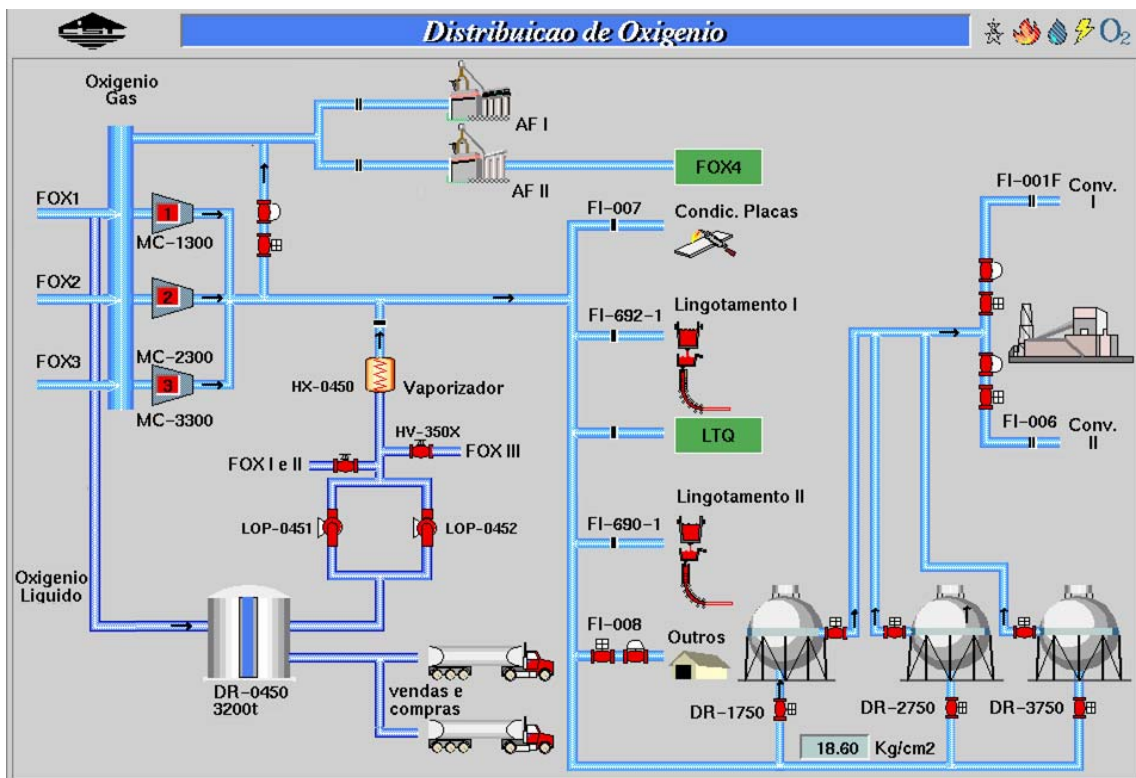 CST
Distribuicao de Oxigenio
O2
Oxigenio
Gas
AF I
AF II
FOX4
FOX1
1
MC-1300
FOX2
2
MC-2300
FOX3
3
MC-3300
FI-007
Condic. Placas
FI-692-1
Lingotamento I
HX-0450
Vaporizador
HV-350X
FOX III
FOX I e II
LTQ
LOP-0451
LOP-0452
FI-690-1
Lingotamento II
FI-001F
Conv.
I
FI-006
Conv.
II
Oxigenio
Liquido
DR-0450
3200t
vendas e
compras
FI-008
Outros
DR-1750
DR-2750
DR-3750
18.60 Kg/cm2